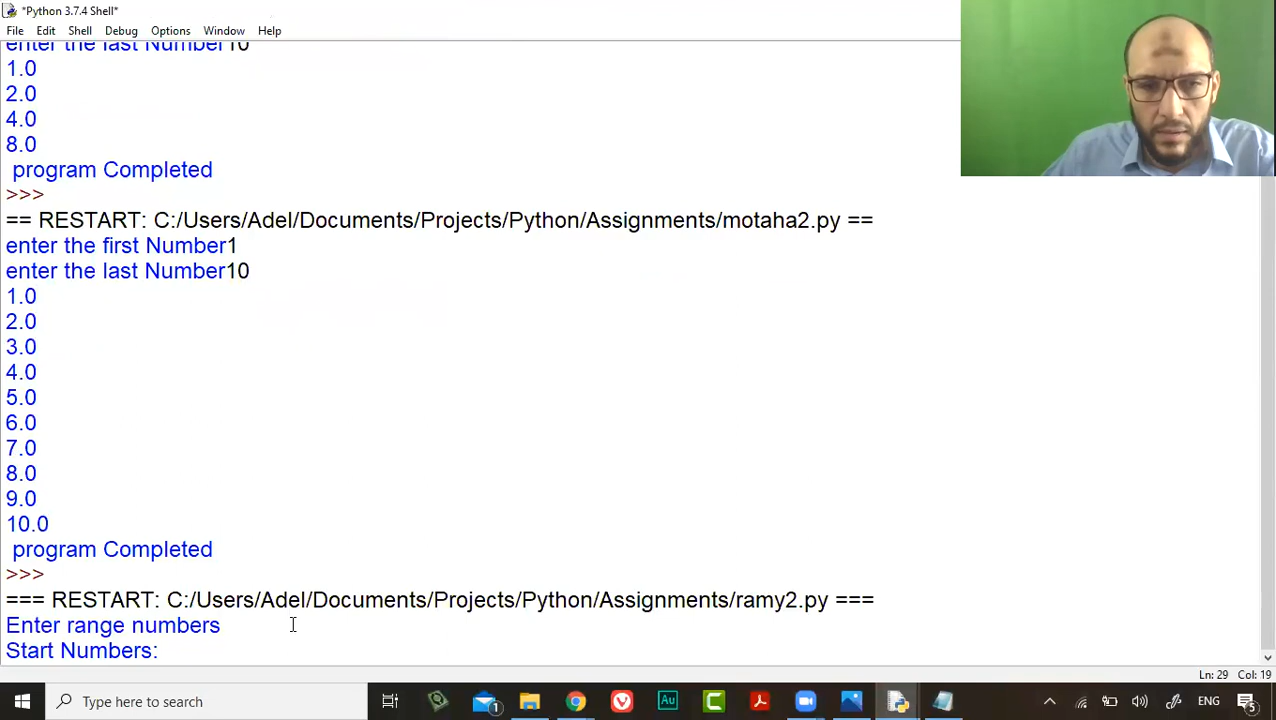 *Python 3.7.4 Shell*
File Edit Shell Debug Options Window Help
enter the last Number10
1.0
2.0
4.0
8.0
program Completed
>>>
== RESTART: C:/Users/Adel/Documents/Projects/Python/Assignments/motaha2.py ==
enter the first Number1
enter the last Number10
1.0
2.0
3.0
4.0
5.0
6.0
7.0
8.0
9.0
10.0
program Completed
>>>
=== RESTART: C:/Users/Adel/Documents/Projects/Python/Assignments/ramy2.py ===
Enter range numbers
Start Numbers:
Ln: 29 Col: 19
Type here to search 1 Au C ENG 5